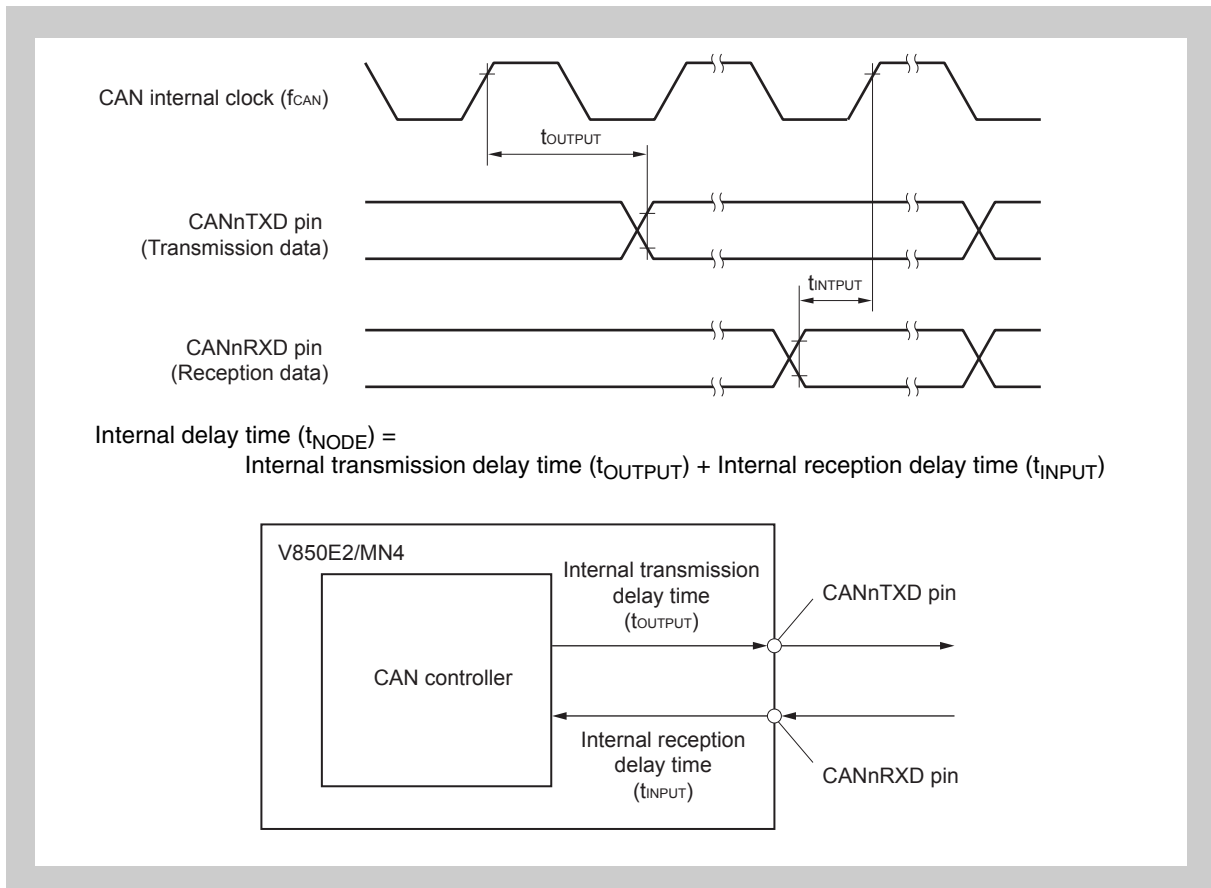 CAN internal clock (fCAN)
tOUTPUT
CANnTXD pin
(Transmission data)
tINTPUT
CANnRXD pin
(Reception data)
Internal delay time (tNODE) =
Internal transmission delay time (tOUTPUT) + Internal reception delay time (tINPUT)
V850E2/MN4
Internal transmission
delay time
(tOUTPUT)
CANnTXD pin
CAN controller
Internal reception
delay time
(tINPUT)
CANnRXD pin